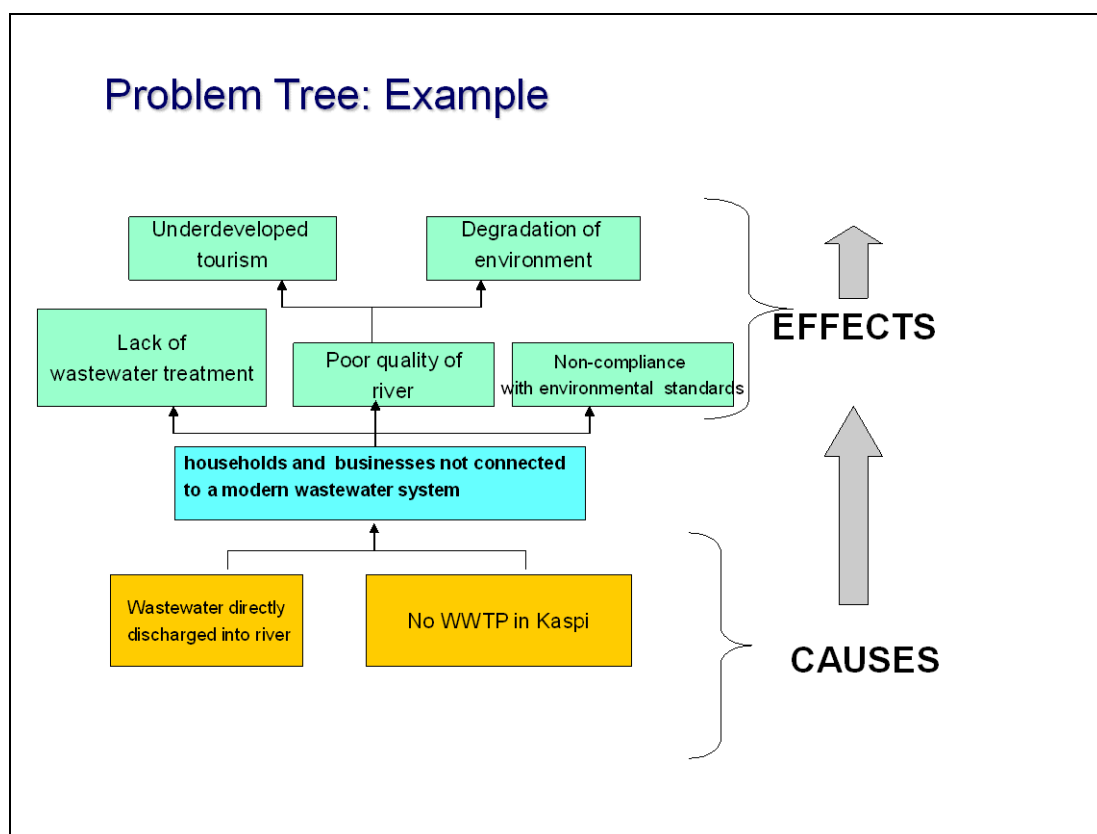 Problem Tree: Example
Underdeveloped
tourism
Degradation of
environment
Lack of
wastewater treatment
Poor quality of
river
Non-compliance
with environmental standards
EFFECTS
households and businesses not connected
to a modern wastewater system
Wastewater directly
discharged into river
No WWTP in Kaspi
CAUSES